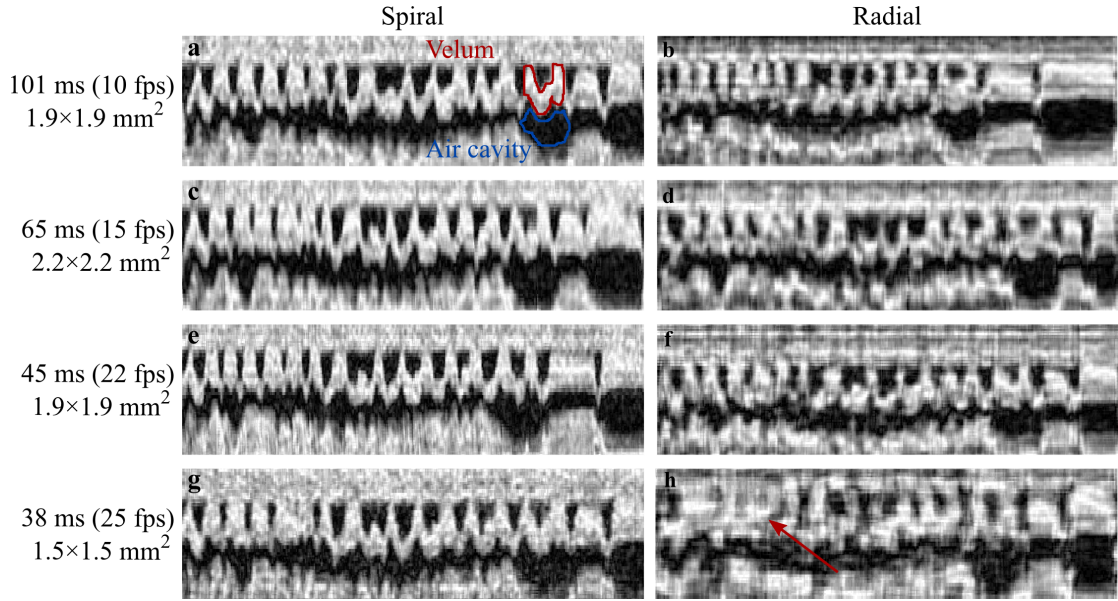 Spiral
Radial
a
Velum
b
101 ms (10 fps)
1.9×1.9 mm²
Air cavity
c
d
65 ms (15 fps)
2.2×2.2 mm²
e
f
45 ms (22 fps)
1.9×1.9 mm²
g
h
38 ms (25 fps)
1.5×1.5 mm²